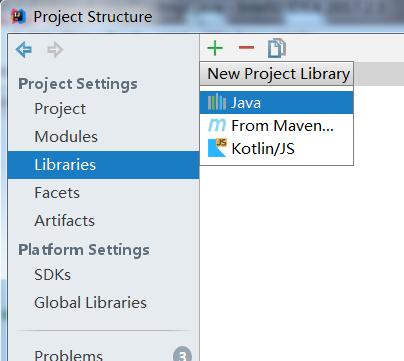 Project Structure
Project Settings
Project
Modules
Libraries
Facets
Artifacts
Platform Settings
SDKs
Global Libraries
Problems
3
New Project Library
Java
From Maven...
Kotlin/JS